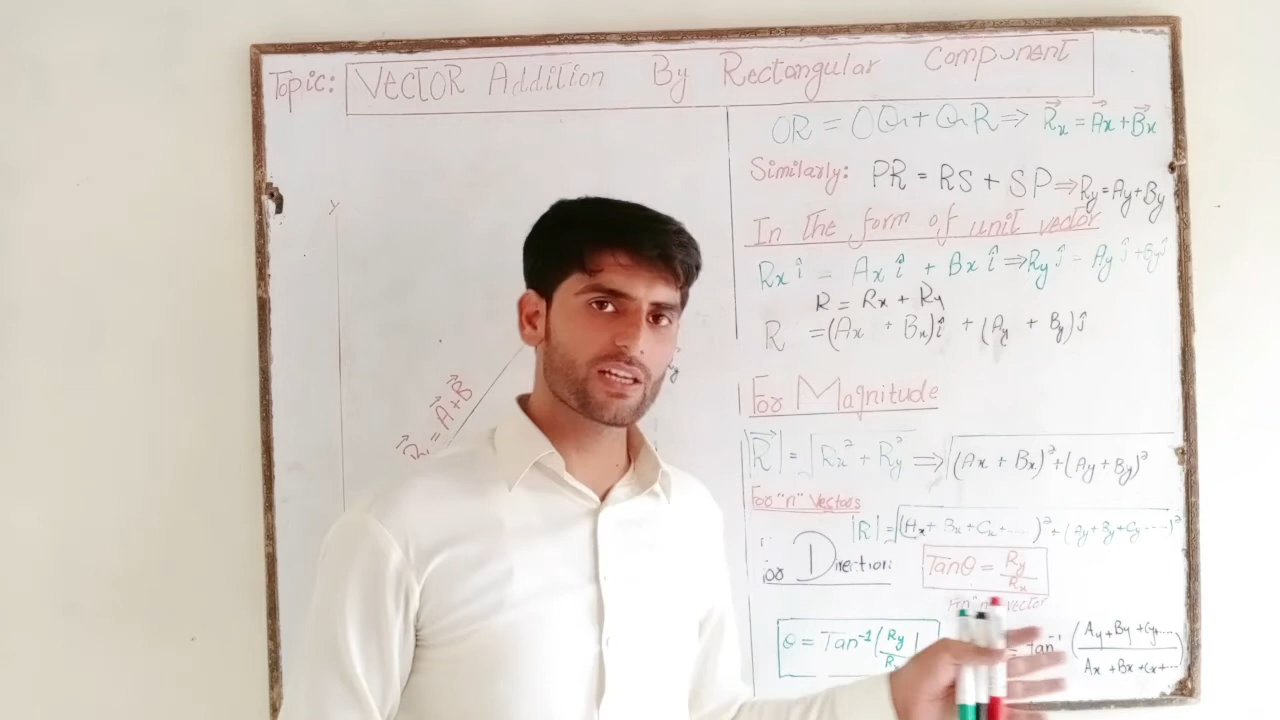 Topic: VECTOR Addition By Rectangular Component
OR = OQ + QR ⇒ R⃗x = A⃗x + B⃗x
Similarly: PR = RS + SP ⇒ Ry = Ay + By
In The form of unit vector
Rx î = Ax î + Bx î ⇒ Ry ĵ = Ay ĵ + By ĵ
R = Rx + Ry
R = (Ax + Bx) î + (Ay + By) ĵ
Y
R⃗ = A⃗ + B⃗
y
For Magnitude
|R⃗| = √(Rx² + Ry²) ⇒ √((Ax + Bx)² + (Ay + By)²)
For "n" Vectors
|R| = √((Ax + Bx + Cx + ....)² + (Ay + By + Cy ....)²)
For Direction:
Tanθ = Ry/Rx
For "n" vector
θ = Tan⁻¹(Ry/R
= tan⁻¹ (Ay + By + Cy..../Ax + Bx + Cx + ....)